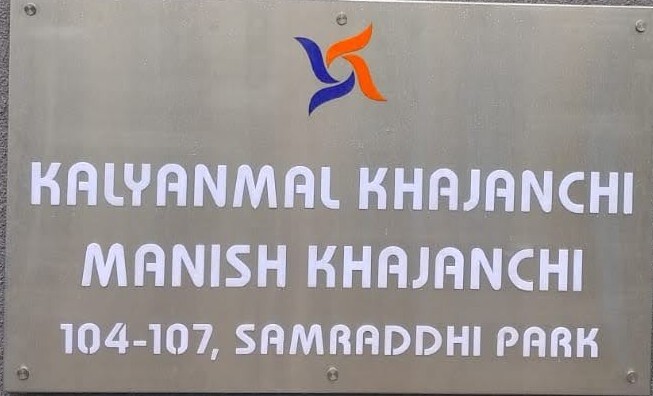 KALYANMAL KHAJANCHI
MANISH KHAJANCHI
104-107, SAMRADDHI PARK